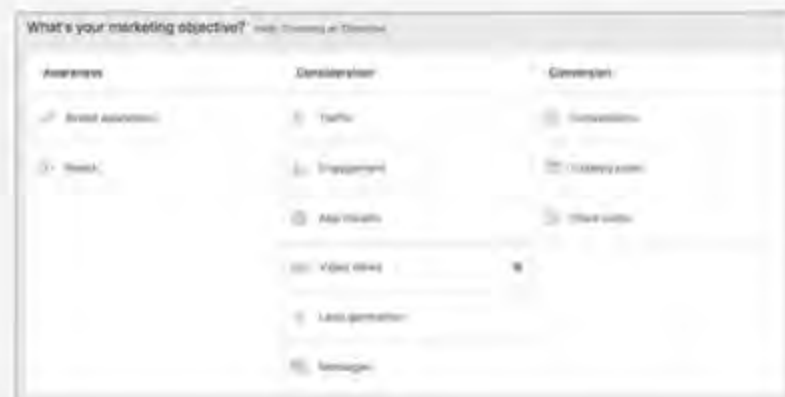 What's your marketing objective?
Awareness Consideration Conversion
Brand awareness Traffic Conversions
Reach Engagement Catalog sales
App installs Store visits
Video views
Lead generation
Messages